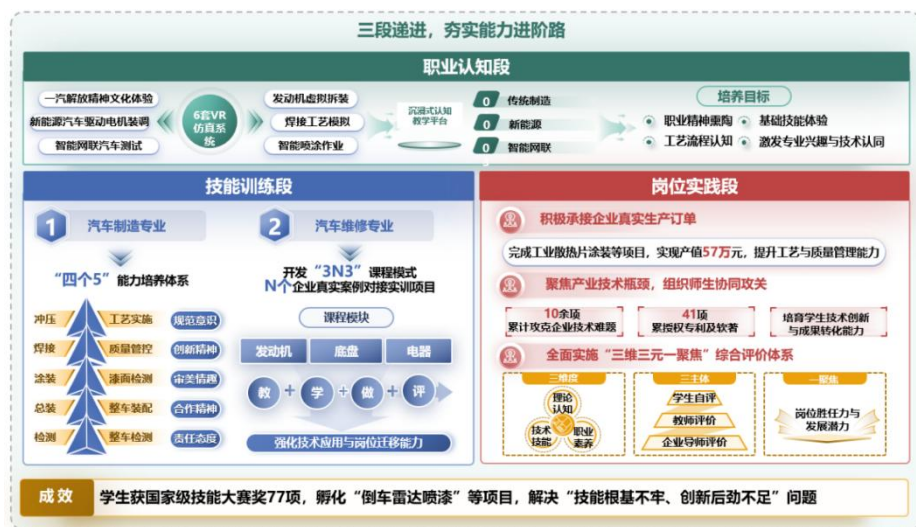 三段递进，夯实能力进阶路
职业认知段
一汽解放精神文化体验
新能源汽车驱动电机装调
智能网联汽车测试
6套VR
仿真系
统
发动机虚拟拆装
焊接工艺模拟
智能喷涂作业
沉浸式认知
教学平台
0 传统制造
0 新能源
0 智能网联
培养目标
职业精神熏陶
基础技能体验
工艺流程认知
激发专业兴趣与技术认同
技能训练段
1 汽车制造专业
“四个5”能力培养体系
冲压 工艺实施 规范意识
焊接 质量管控 创新精神
涂装 漆面检测 审美情趣
总装 整车装配 合作精神
检测 整车检测 责任态度
2 汽车维修专业
开发“3N3”课程模式
N个企业真实案例对接实训项目
课程模块
发动机 底盘 电器
教 + 学 + 做 + 评
强化技术应用与岗位迁移能力
岗位实践段
积极承接企业真实生产订单
完成工业散热片涂装等项目，实现产值57万元，提升工艺与质量管理能力
聚焦产业技术瓶颈，组织师生协同攻关
10余项
累计攻克企业技术难题
41项
累授权专利及软著
培育学生技术创新
与成果转化能力
全面实施“三维三元一聚焦”综合评价体系
三维度
理论
认知
技术
技能
职业
素养
三主体
学生自评
教师评价
企业导师评价
一聚焦
岗位胜任力与
发展潜力
成效
学生获国家级技能大赛奖77项，孵化“倒车雷达喷漆”等项目，解决“技能根基不牢、创新后劲不足”问题